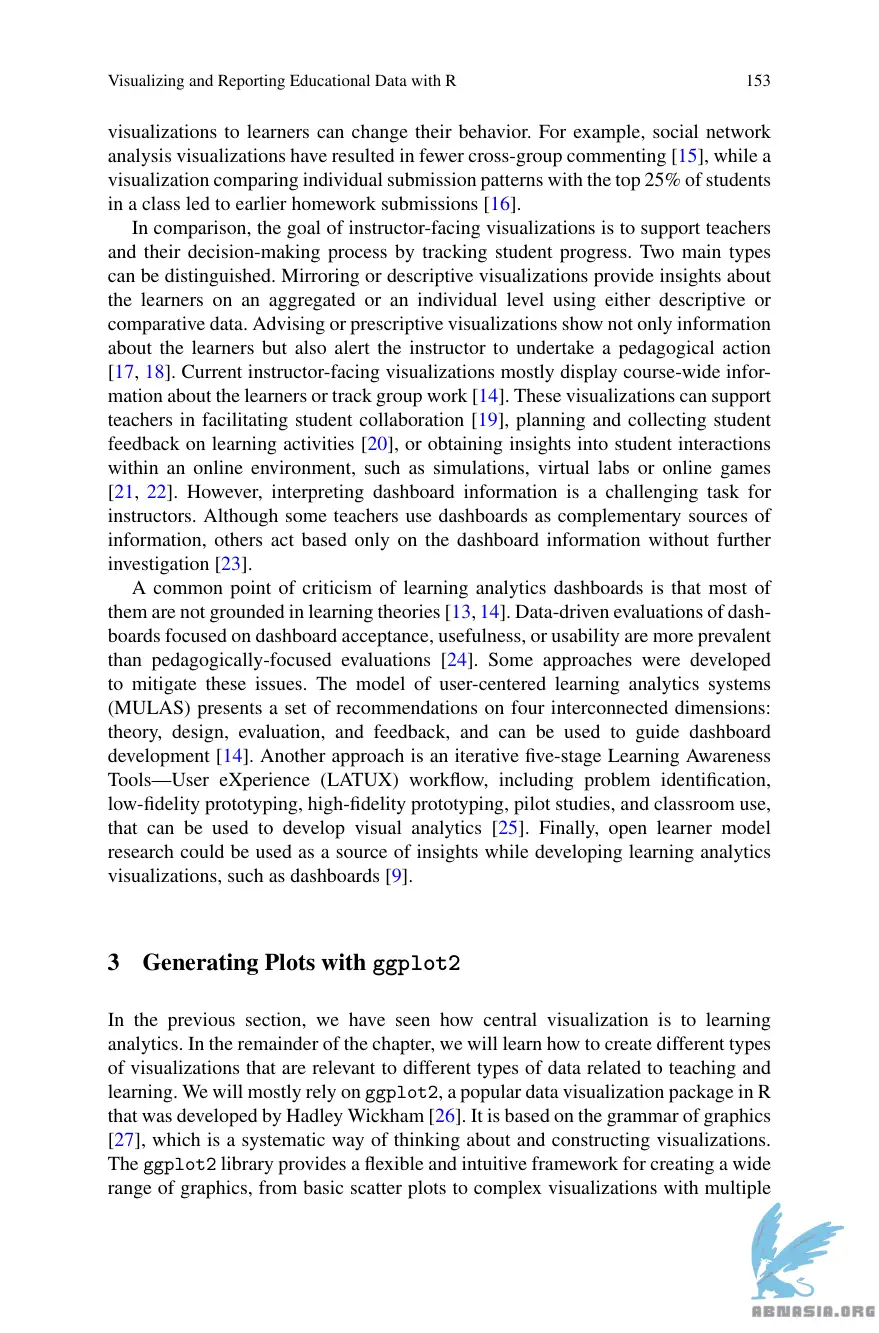 Visualizing and Reporting Educational Data with R 153
visualizations to learners can change their behavior. For example, social network
analysis visualizations have resulted in fewer cross-group commenting [15], while a
visualization comparing individual submission patterns with the top 25% of students
in a class led to earlier homework submissions [16].
In comparison, the goal of instructor-facing visualizations is to support teachers
and their decision-making process by tracking student progress. Two main types
can be distinguished. Mirroring or descriptive visualizations provide insights about
the learners on an aggregated or an individual level using either descriptive or
comparative data. Advising or prescriptive visualizations show not only information
about the learners but also alert the instructor to undertake a pedagogical action
[17, 18]. Current instructor-facing visualizations mostly display course-wide infor-
mation about the learners or track group work [14]. These visualizations can support
teachers in facilitating student collaboration [19], planning and collecting student
feedback on learning activities [20], or obtaining insights into student interactions
within an online environment, such as simulations, virtual labs or online games
[21, 22]. However, interpreting dashboard information is a challenging task for
instructors. Although some teachers use dashboards as complementary sources of
information, others act based only on the dashboard information without further
investigation [23].
A common point of criticism of learning analytics dashboards is that most of
them are not grounded in learning theories [13, 14]. Data-driven evaluations of dash-
boards focused on dashboard acceptance, usefulness, or usability are more prevalent
than pedagogically-focused evaluations [24]. Some approaches were developed
to mitigate these issues. The model of user-centered learning analytics systems
(MULAS) presents a set of recommendations on four interconnected dimensions:
theory, design, evaluation, and feedback, and can be used to guide dashboard
development [14]. Another approach is an iterative five-stage Learning Awareness
Tools—User eXperience (LATUX) workflow, including problem identification,
low-fidelity prototyping, high-fidelity prototyping, pilot studies, and classroom use,
that can be used to develop visual analytics [25]. Finally, open learner model
research could be used as a source of insights while developing learning analytics
visualizations, such as dashboards [9].
3 Generating Plots with ggplot2
In the previous section, we have seen how central visualization is to learning
analytics. In the remainder of the chapter, we will learn how to create different types
of visualizations that are relevant to different types of data related to teaching and
learning. We will mostly rely on ggplot2, a popular data visualization package in R
that was developed by Hadley Wickham [26]. It is based on the grammar of graphics
[27], which is a systematic way of thinking about and constructing visualizations.
The ggplot2 library provides a flexible and intuitive framework for creating a wide
range of graphics, from basic scatter plots to complex visualizations with multiple
ABNASIA.ORG